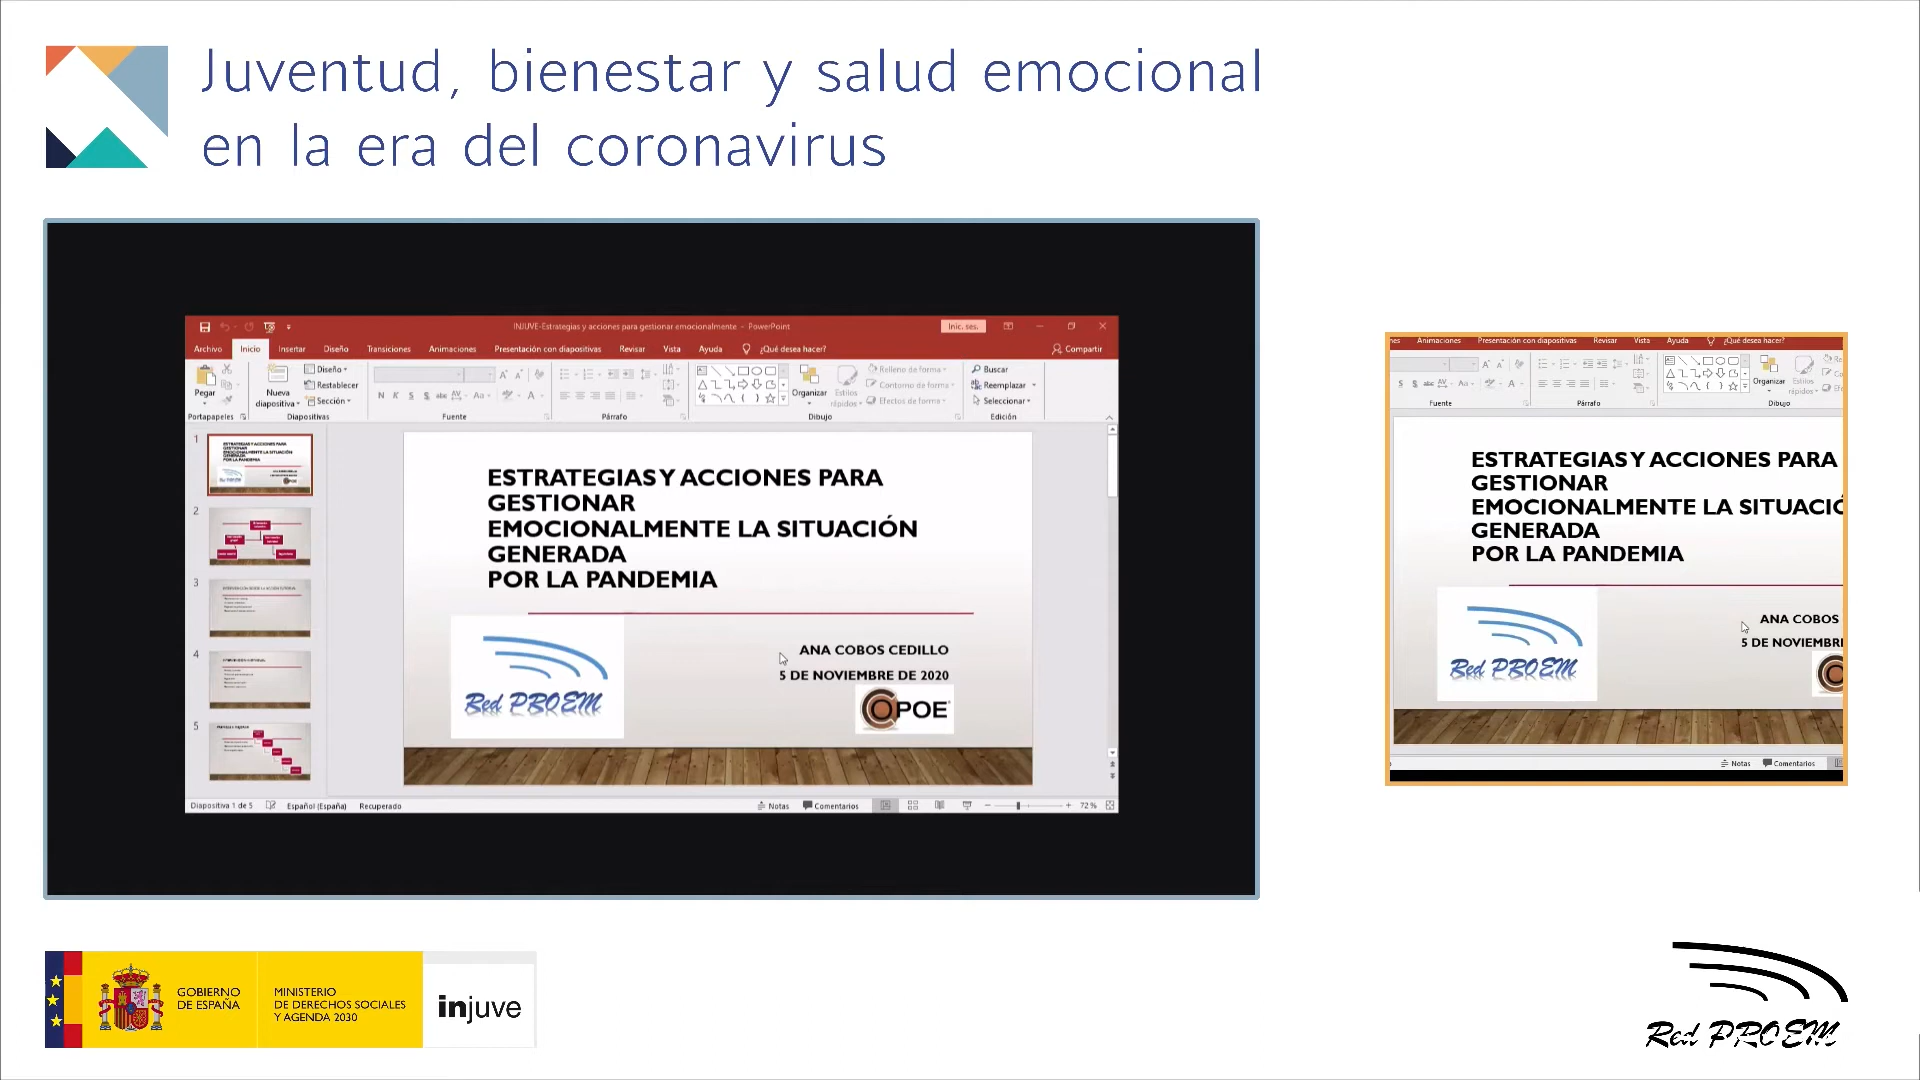 Juventud, bienestar y salud emocional
en la era del coronavirus
INJUVE-Estrategias y acciones para gestionar emocionalmente - PowerPoint
Inic. ses.
Archivo Inicio Insertar Diseño Transiciones Animaciones Presentación con diapositivas Revisar Vista Ayuda ¿Qué desea hacer? Compartir
Pegar
Nueva
diapositiva
Diseño
Restablecer
Sección
Organizar
Estilos
rápidos
Relleno de forma
Contorno de forma
Efectos de forma
Buscar
Reemplazar
Seleccionar
Portapapeles Diapositivas Fuente Párrafo Dibujo Edición
1
2
3
4
5
ESTRATEGIAS Y ACCIONES PARA
GESTIONAR
EMOCIONALMENTE LA SITUACIÓN
GENERADA
POR LA PANDEMIA
ANA COBOS CEDILLO
5 DE NOVIEMBRE DE 2020
Red PROEM
COPOE
Diapositiva 1 de 5 Español (España) Recuperado Notas Comentarios 72 %
nes Animaciones Presentación con diapositivas Revisar Vista Ayuda ¿Qué desea hacer?
Organizar
Estilos
rápidos
Fuente Párrafo Dibujo
ESTRATEGIAS Y ACCIONES PARA
GESTIONAR
EMOCIONALMENTE LA SITUACIÓ
GENERADA
POR LA PANDEMIA
ANA COBOS
5 DE NOVIEMBR
Red PROEM
Notas Comentarios
GOBIERNO
DE ESPAÑA
MINISTERIO
DE DERECHOS SOCIALES
Y AGENDA 2030
injuve
Red PROEM